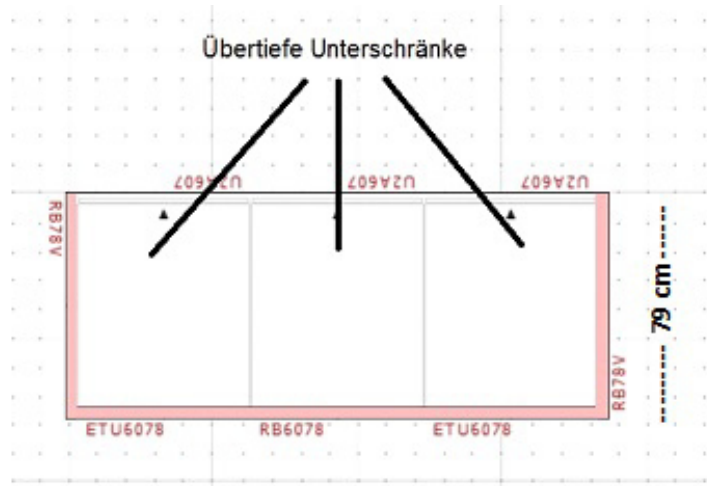 Übertiefe Unterschränke
U2A607 U2A607 U2A607
RB78V
---------- 79 cm ------
RB78V
ETU6078 RB6078 ETU6078